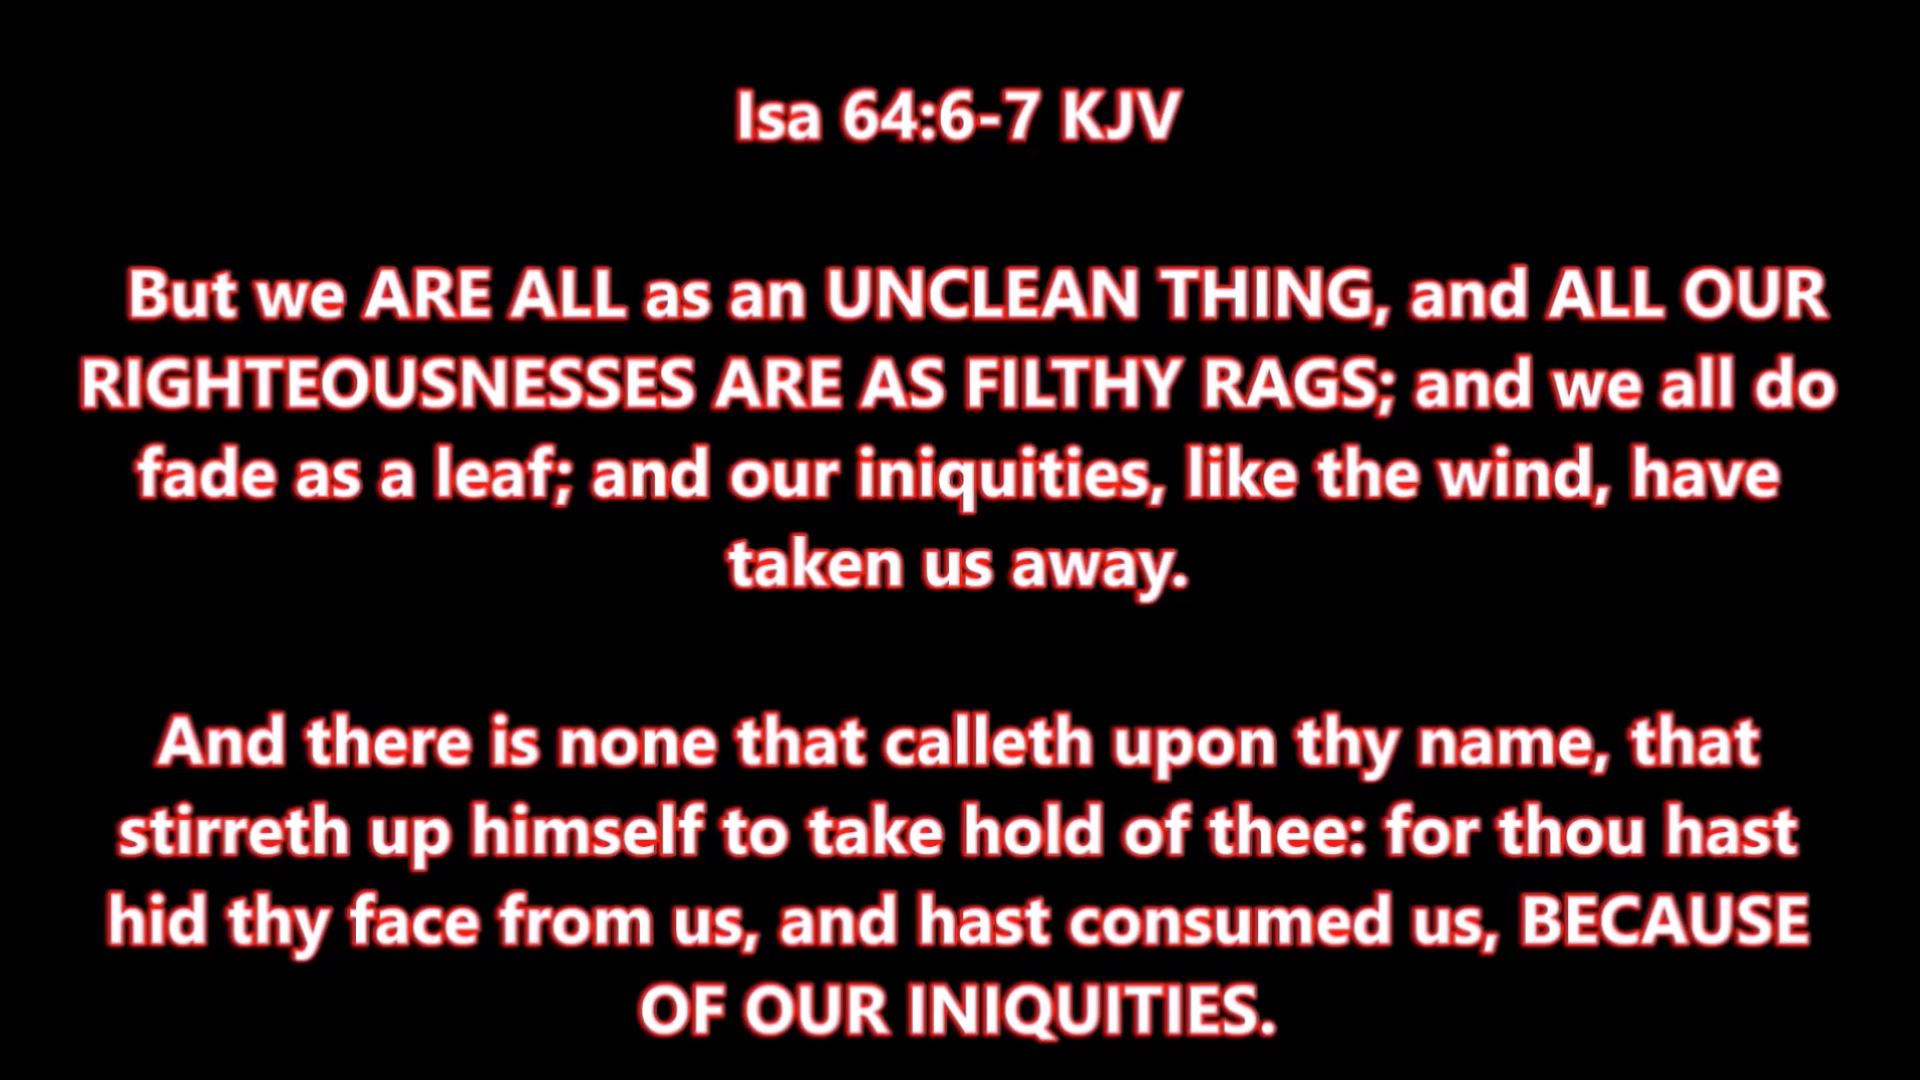 Isa 64:6-7 KJV
But we ARE ALL as an UNCLEAN THING, and ALL OUR
RIGHTEOUSNESSES ARE AS FILTHY RAGS; and we all do
fade as a leaf; and our iniquities, like the wind, have
taken us away.
And there is none that calleth upon thy name, that
stirreth up himself to take hold of thee: for thou hast
hid thy face from us, and hast consumed us, BECAUSE
OF OUR INIQUITIES.